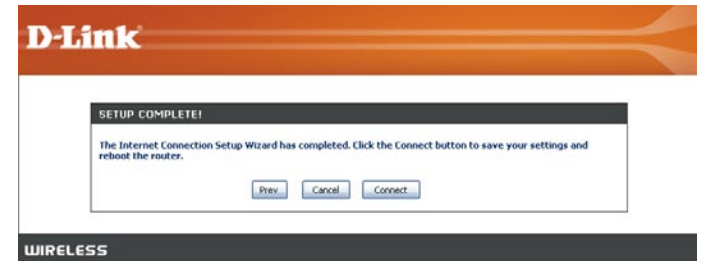 D-Link
SETUP COMPLETE!
The Internet Connection Setup Wizard has completed. Click the Connect button to save your settings and
reboot the router.
Prev Cancel Connect
WIRELESS